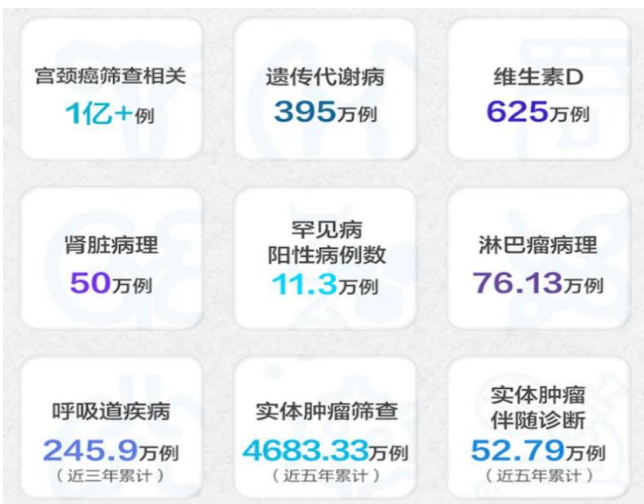 宫颈癌筛查相关
1亿+例
遗传代谢病
395万例
维生素D
625万例
肾脏病理
50万例
罕见病
阳性病例数
11.3万例
淋巴瘤病理
76.13万例
呼吸道疾病
245.9万例
（近三年累计）
实体肿瘤筛查
4683.33万例
（近五年累计）
实体肿瘤
伴随诊断
52.79万例
（近五年累计）